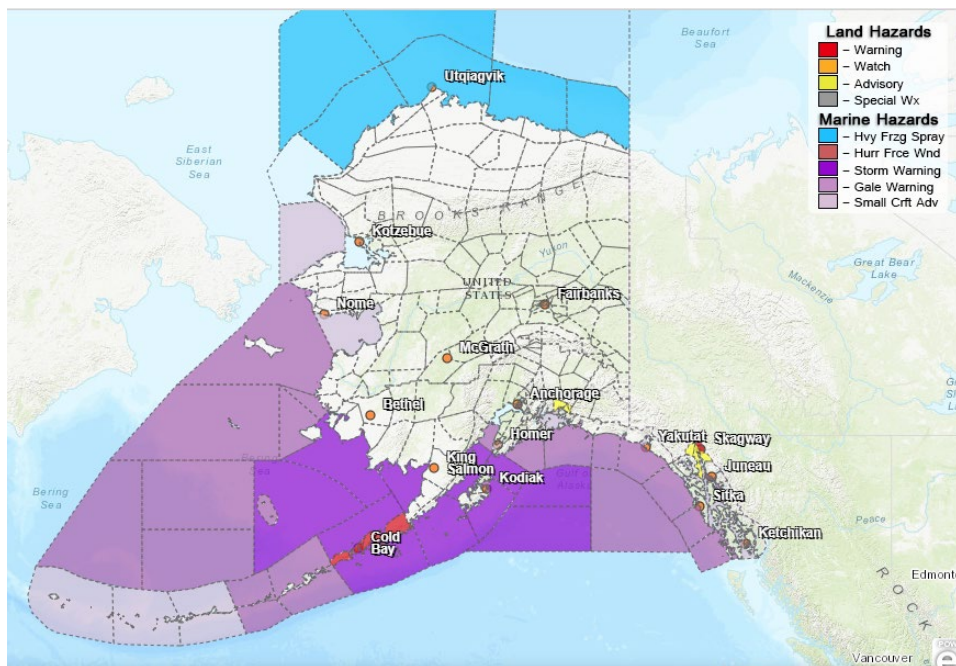 Land Hazards
– Warning
– Watch
– Advisory
– Special Wx
Marine Hazards
– Hvy Frzg Spray
– Hurr Frce Wnd
– Storm Warning
– Gale Warning
– Small Crft Adv
Beaufort
Sea
Utqiagvik
East
Siberian
Sea
BROOKS RANGE
Kotzebue
Yukon
Great Bear
Lake
Mackenzie
UNITED
STATES
Fairbanks
Nome
McGrath
Anchorage
Bethel
Homer
Yakutat
Skagway
King
Salmon
Kodiak
Juneau
Bering
Sea
Sitka
Cold
Bay
Ketchikan
Peace
Edmonto
ROCK
Vancouver